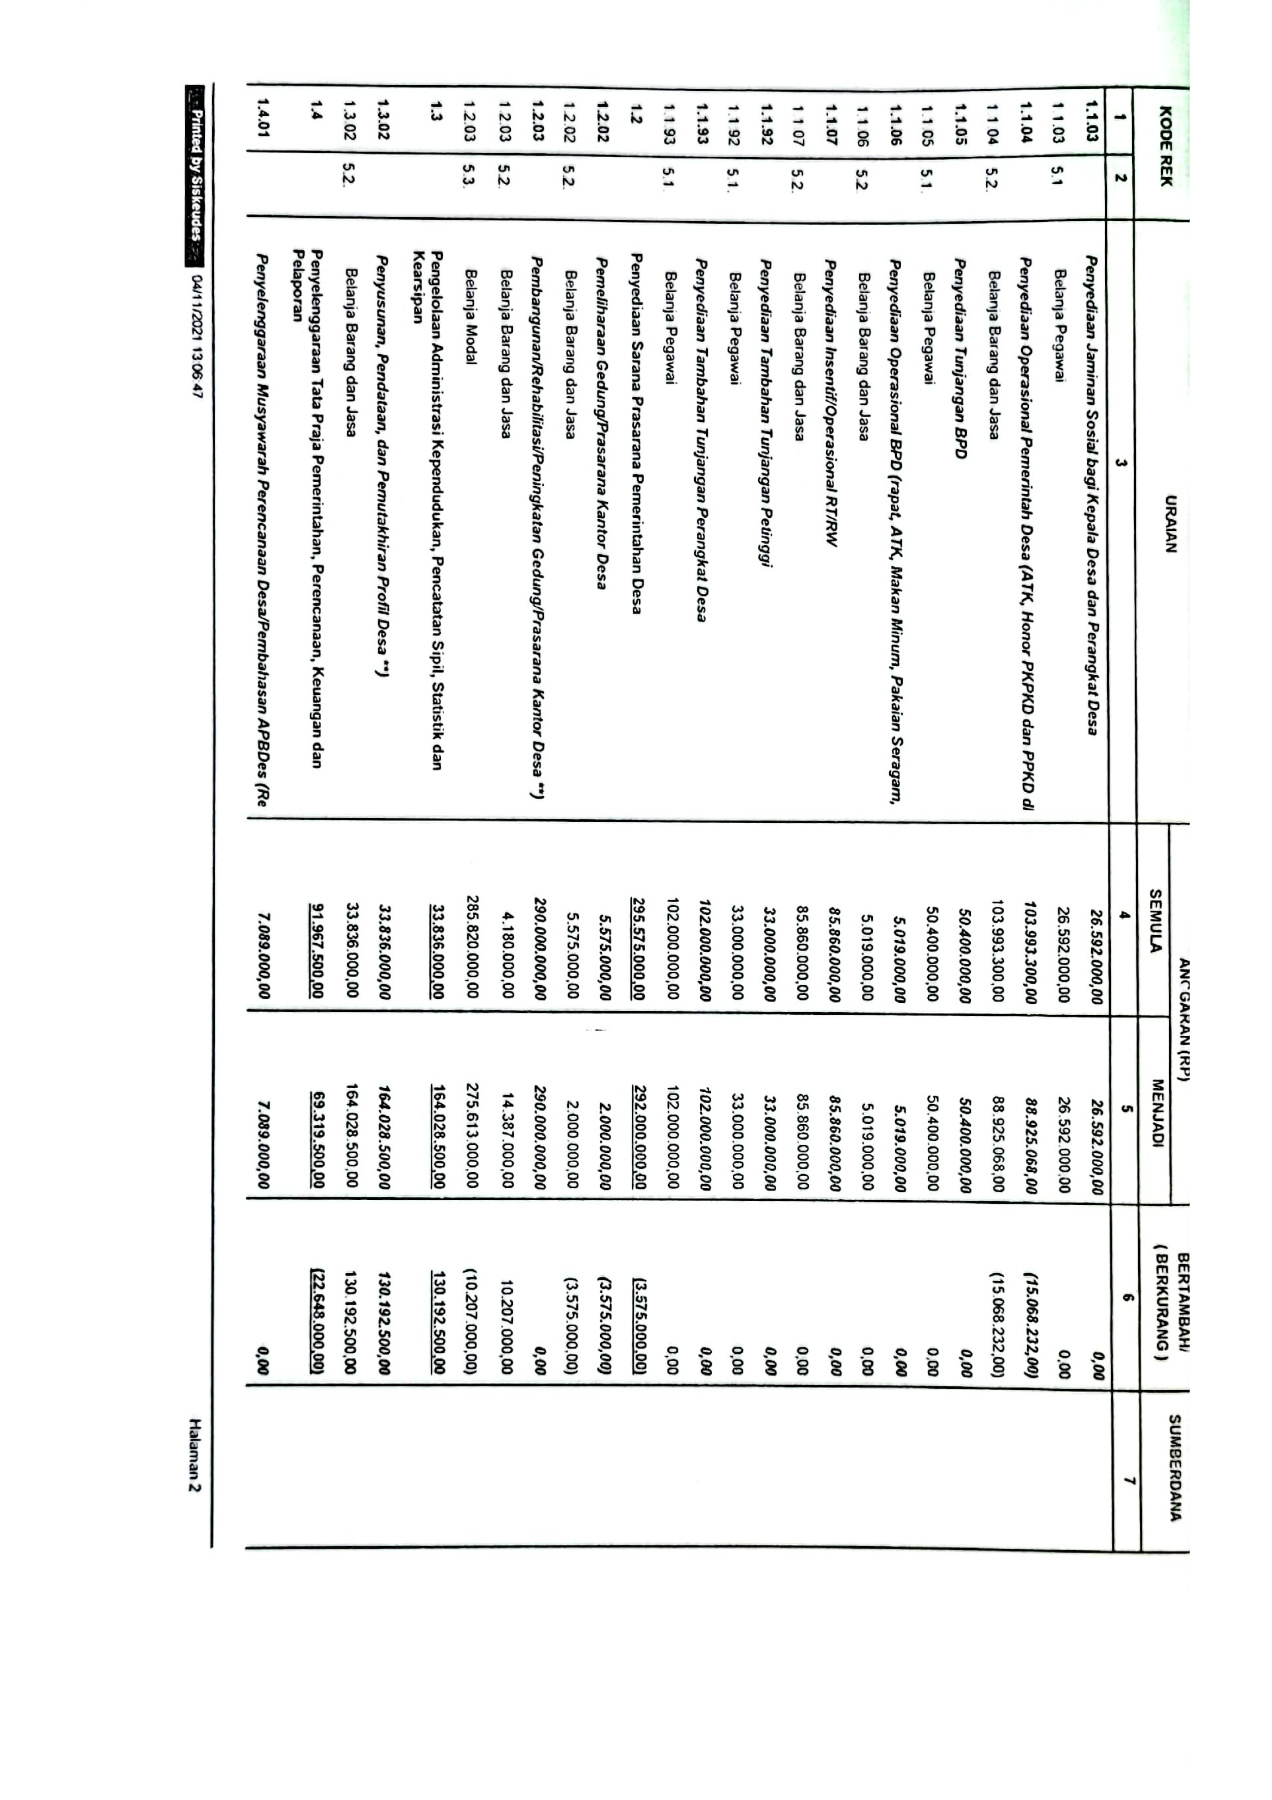 KODE REK URAIAN ANGGARAN (RP) BERTAMBAH/ SUMBERDANA
SEMULA MENJADI ( BERKURANG )
1 2 3 4 5 6 7
1.1.03 Penyediaan Jaminan Sosial bagi Kepala Desa dan Perangkat Desa 26.592.000,00 26.592.000,00 0,00
1.1.03 5.1 Belanja Pegawai 26.592.000,00 26.592.000,00 0,00
1.1.04 Penyediaan Operasional Pemerintah Desa (ATK, Honor PKPKD dan PPKD dl 103.993.300,00 88.925.068,00 (15.068.232,00)
1 1 04 5.2. Belanja Barang dan Jasa 103.993.300,00 88.925.068,00 (15.068.232,00)
1.1.05 Penyediaan Tunjangan BPD 50.400.000,00 50.400.000,00 0,00
1.1.05 5.1. Belanja Pegawai 50.400.000,00 50.400.000,00 0,00
1.1.06 Penyediaan Operasional BPD (rapat, ATK, Makan Minum, Pakaian Seragam, 5.019.000,00 5.019.000,00 0,00
1.1.06 5.2 Belanja Barang dan Jasa 5.019.000,00 5.019.000,00 0,00
1.1.07 Penyediaan Insentif/Operasional RT/RW 85.860.000,00 85.860.000,00 0,00
1 1 07 5.2. Belanja Barang dan Jasa 85.860.000,00 85.860.000,00 0,00
1.1.92 Penyediaan Tambahan Tunjangan Petinggi 33.000.000,00 33.000.000,00 0,00
1.1.92 5.1. Belanja Pegawai 33.000.000,00 33.000.000,00 0,00
1.1.93 Penyediaan Tambahan Tunjangan Perangkat Desa 102.000.000,00 102.000.000,00 0,00
1.1.93 5.1 Belanja Pegawai 102.000.000,00 102.000.000,00 0,00
1.2 Penyediaan Sarana Prasarana Pemerintahan Desa 295.575.000,00 292.000.000,00 (3.575.000,00)
1.2.02 Pemeliharaan Gedung/Prasarana Kantor Desa 5.575.000,00 2.000.000,00 (3.575.000,00)
1.2.02 5.2. Belanja Barang dan Jasa 5.575.000,00 2.000.000,00 (3.575.000,00)
1.2.03 Pembangunan/Rehabilitasi/Peningkatan Gedung/Prasarana Kantor Desa **) 290.000.000,00 290.000.000,00 0,00
1.2.03 5.2. Belanja Barang dan Jasa 4.180.000,00 14.387.000,00 10.207.000,00
1.2.03 5.3. Belanja Modal 285.820.000,00 275.613.000,00 (10.207.000,00)
1.3 Pengelolaan Administrasi Kependudukan, Pencatatan Sipil, Statistik dan 33.836.000,00 164.028.500,00 130.192.500,00
Kearsipan
1.3.02 Penyusunan, Pendataan, dan Pemutakhiran Profil Desa **) 33.836.000,00 164.028.500,00 130.192.500,00
1.3.02 5.2. Belanja Barang dan Jasa 33.836.000,00 164.028.500,00 130.192.500,00
1.4 Penyelenggaraan Tata Praja Pemerintahan, Perencanaan, Keuangan dan 91.967.500,00 69.319.500,00 (22.648.000,00)
Pelaporan
1.4.01 Penyelenggaraan Musyawarah Perencanaan Desa/Pembahasan APBDes (Re 7.089.000,00 7.089.000,00 0,00
Printed by Siskeudes 04/11/2021 13:06:47 Halaman 2